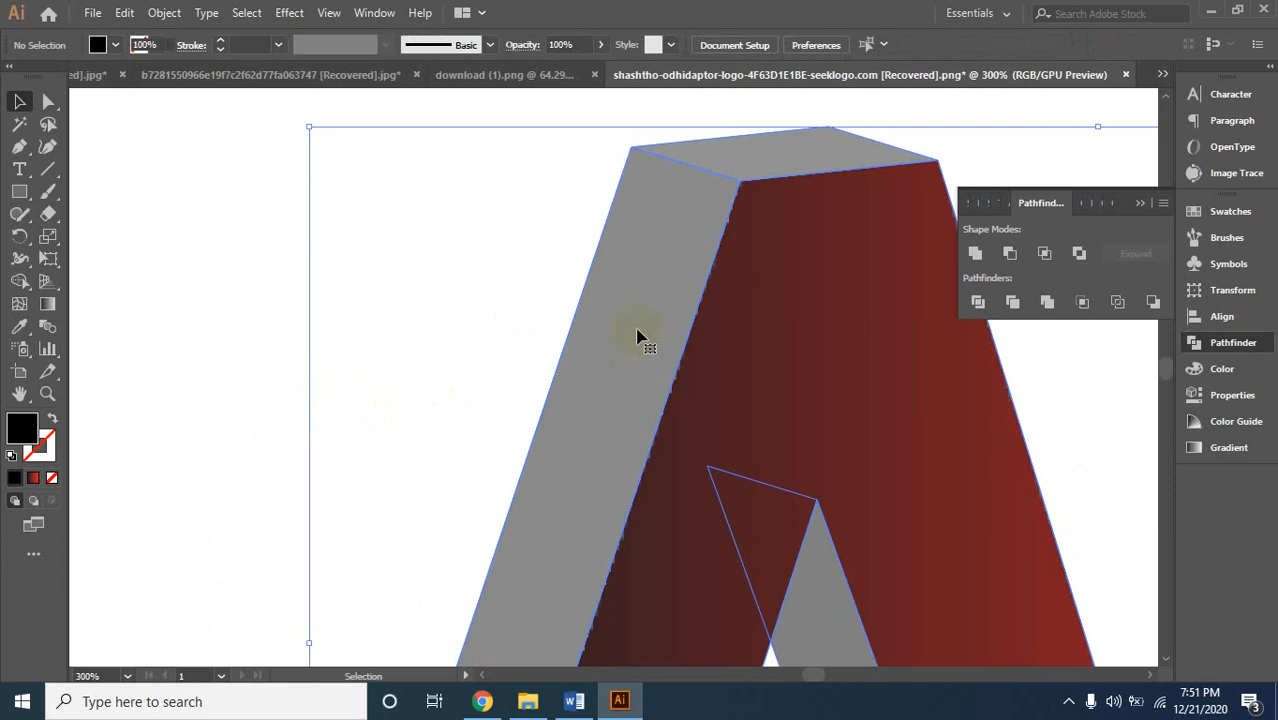 Ai File Edit Object Type Select Effect View Window Help Essentials Search Adobe Stock
No Selection 100% Stroke: Basic Opacity: 100% Style: Document Setup Preferences
ed].jpg* b7281550966e19f7c2f62d77fa063747 [Recovered].jpg* download (1).png @ 64.29... shashtho-odhidaptor-logo-4F63D1E1BE-seeklogo.com [Recovered].png* @ 300% (RGB/GPU Preview)
Character
Paragraph
OpenType
Image Trace
Pathfind...
Swatches
Shape Modes:
Brushes
Expand
Symbols
Pathfinders:
Transform
Align
Pathfinder
Color
Properties
Color Guide
Gradient
300% 1 Selection
Type here to search
Ai
7:51 PM
12/21/2020
3